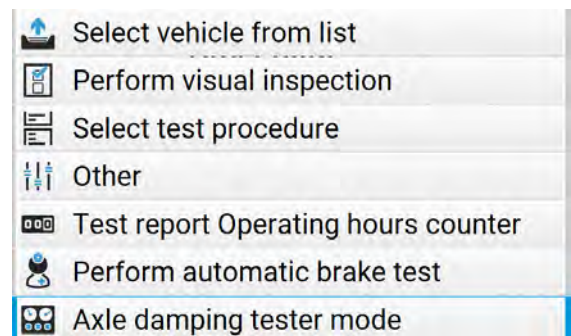 Select vehicle from list
Perform visual inspection
Select test procedure
Other
Test report Operating hours counter
Perform automatic brake test
Axle damping tester mode